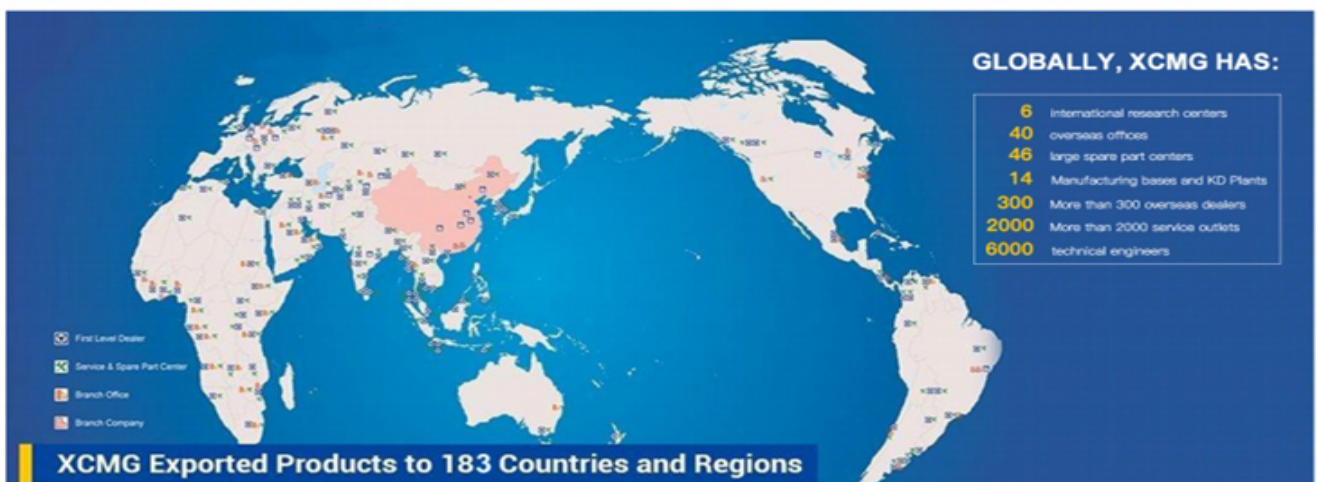 GLOBALLY, XCMG HAS:
6 international research centers
40 overseas offices
46 large spare part centers
14 Manufacturing bases and KD Plants
300 More than 300 overseas dealers
2000 More than 2000 service outlets
6000 technical engineers
First Level Dealer
Service & Spare Part Center
Branch Office
Branch Company
XCMG Exported Products to 183 Countries and Regions